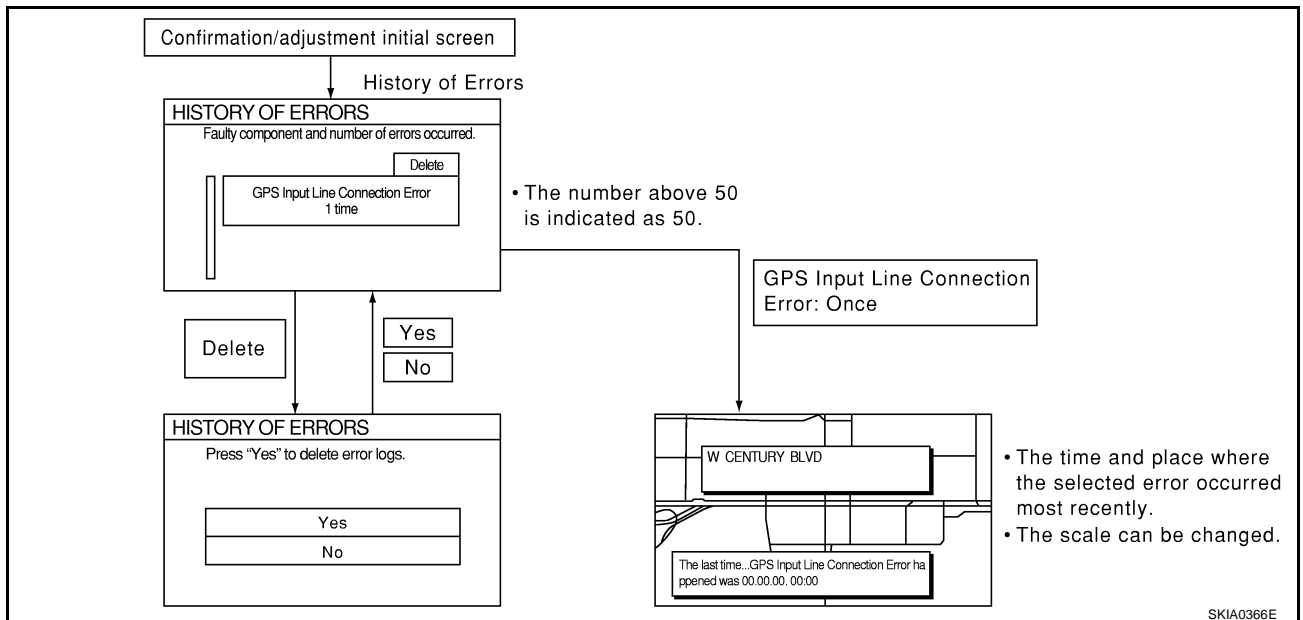 Confirmation/adjustment initial screen
History of Errors
HISTORY OF ERRORS
Faulty component and number of errors occurred.
Delete
GPS Input Line Connection Error
1 time
• The number above 50
is indicated as 50.
GPS Input Line Connection
Error: Once
Delete
Yes
No
HISTORY OF ERRORS
Press “Yes” to delete error logs.
Yes
No
W CENTURY BLVD
The last time...GPS Input Line Connection Error ha
ppened was 00.00.00. 00:00
• The time and place where
the selected error occurred
most recently.
• The scale can be changed.
SKIA0366E